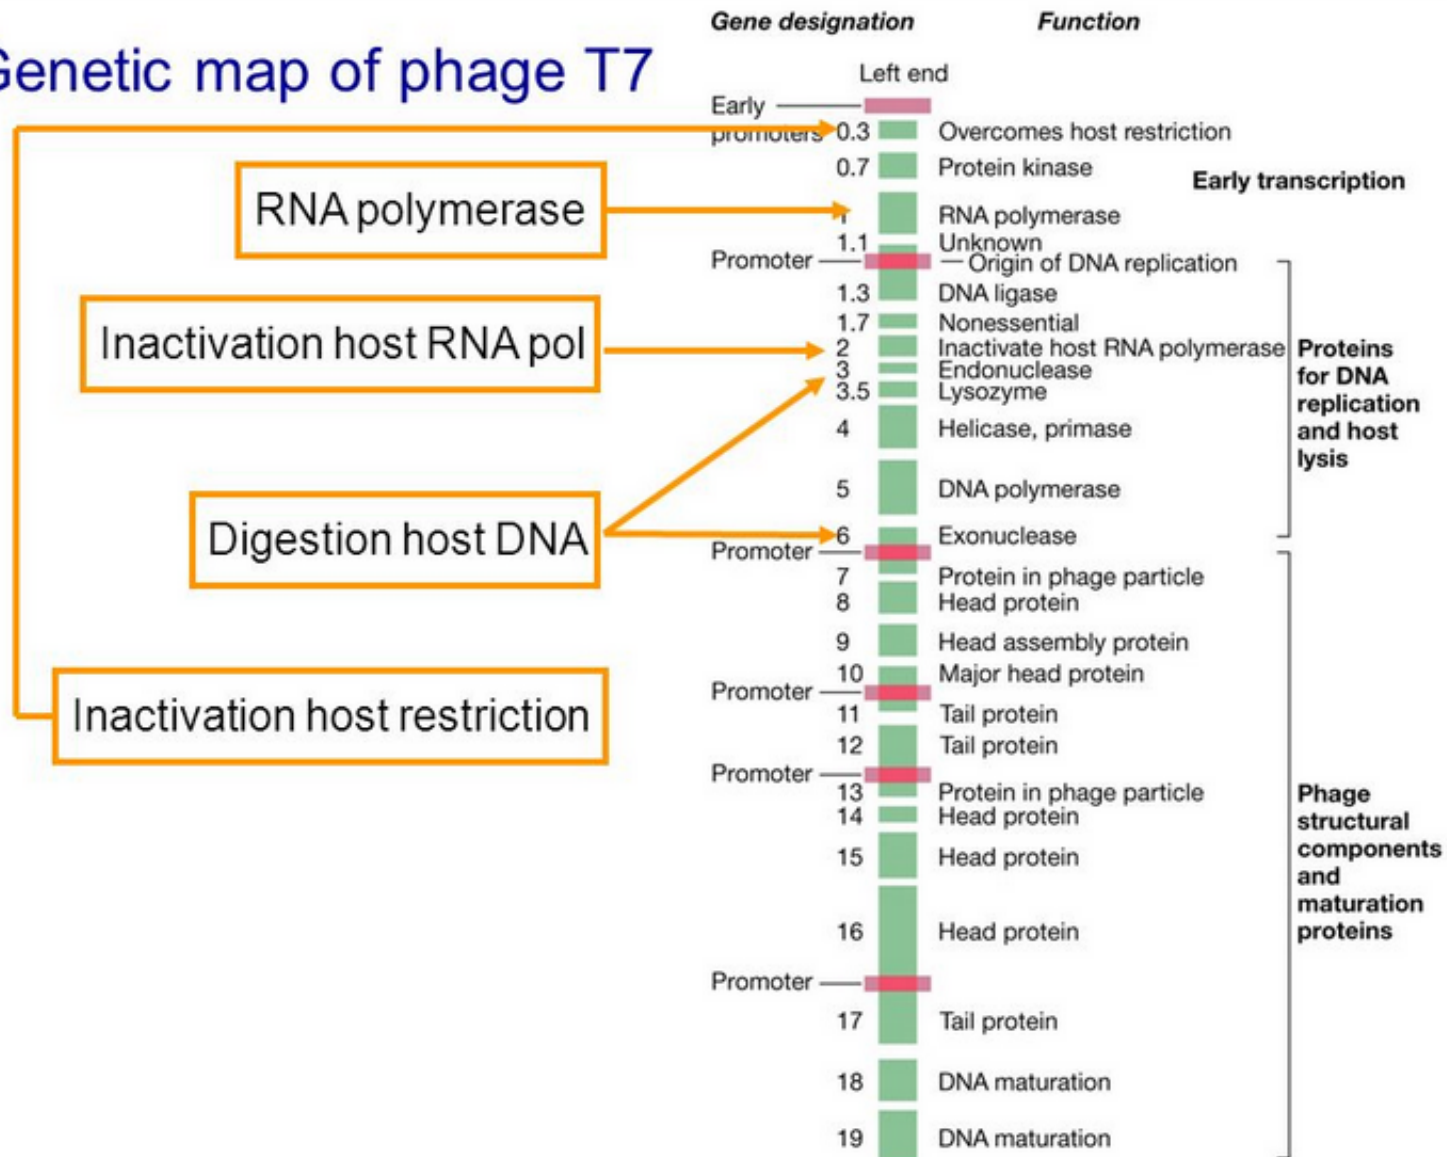 Genetic map of phage T7
Gene designation Function
Left end
Early
promoters
0.3 Overcomes host restriction
0.7 Protein kinase
Early transcription
1 RNA polymerase
1.1 Unknown
Promoter Origin of DNA replication
1.3 DNA ligase
1.7 Nonessential
2 Inactivate host RNA polymerase
3 Endonuclease
3.5 Lysozyme
4 Helicase, primase
5 DNA polymerase
6 Exonuclease
Proteins
for DNA
replication
and host
lysis
Promoter
7 Protein in phage particle
8 Head protein
9 Head assembly protein
10 Major head protein
Promoter
11 Tail protein
12 Tail protein
Promoter
13 Protein in phage particle
14 Head protein
15 Head protein
16 Head protein
Promoter
17 Tail protein
18 DNA maturation
19 DNA maturation
Phage
structural
components
and
maturation
proteins
RNA polymerase
Inactivation host RNA pol
Digestion host DNA
Inactivation host restriction